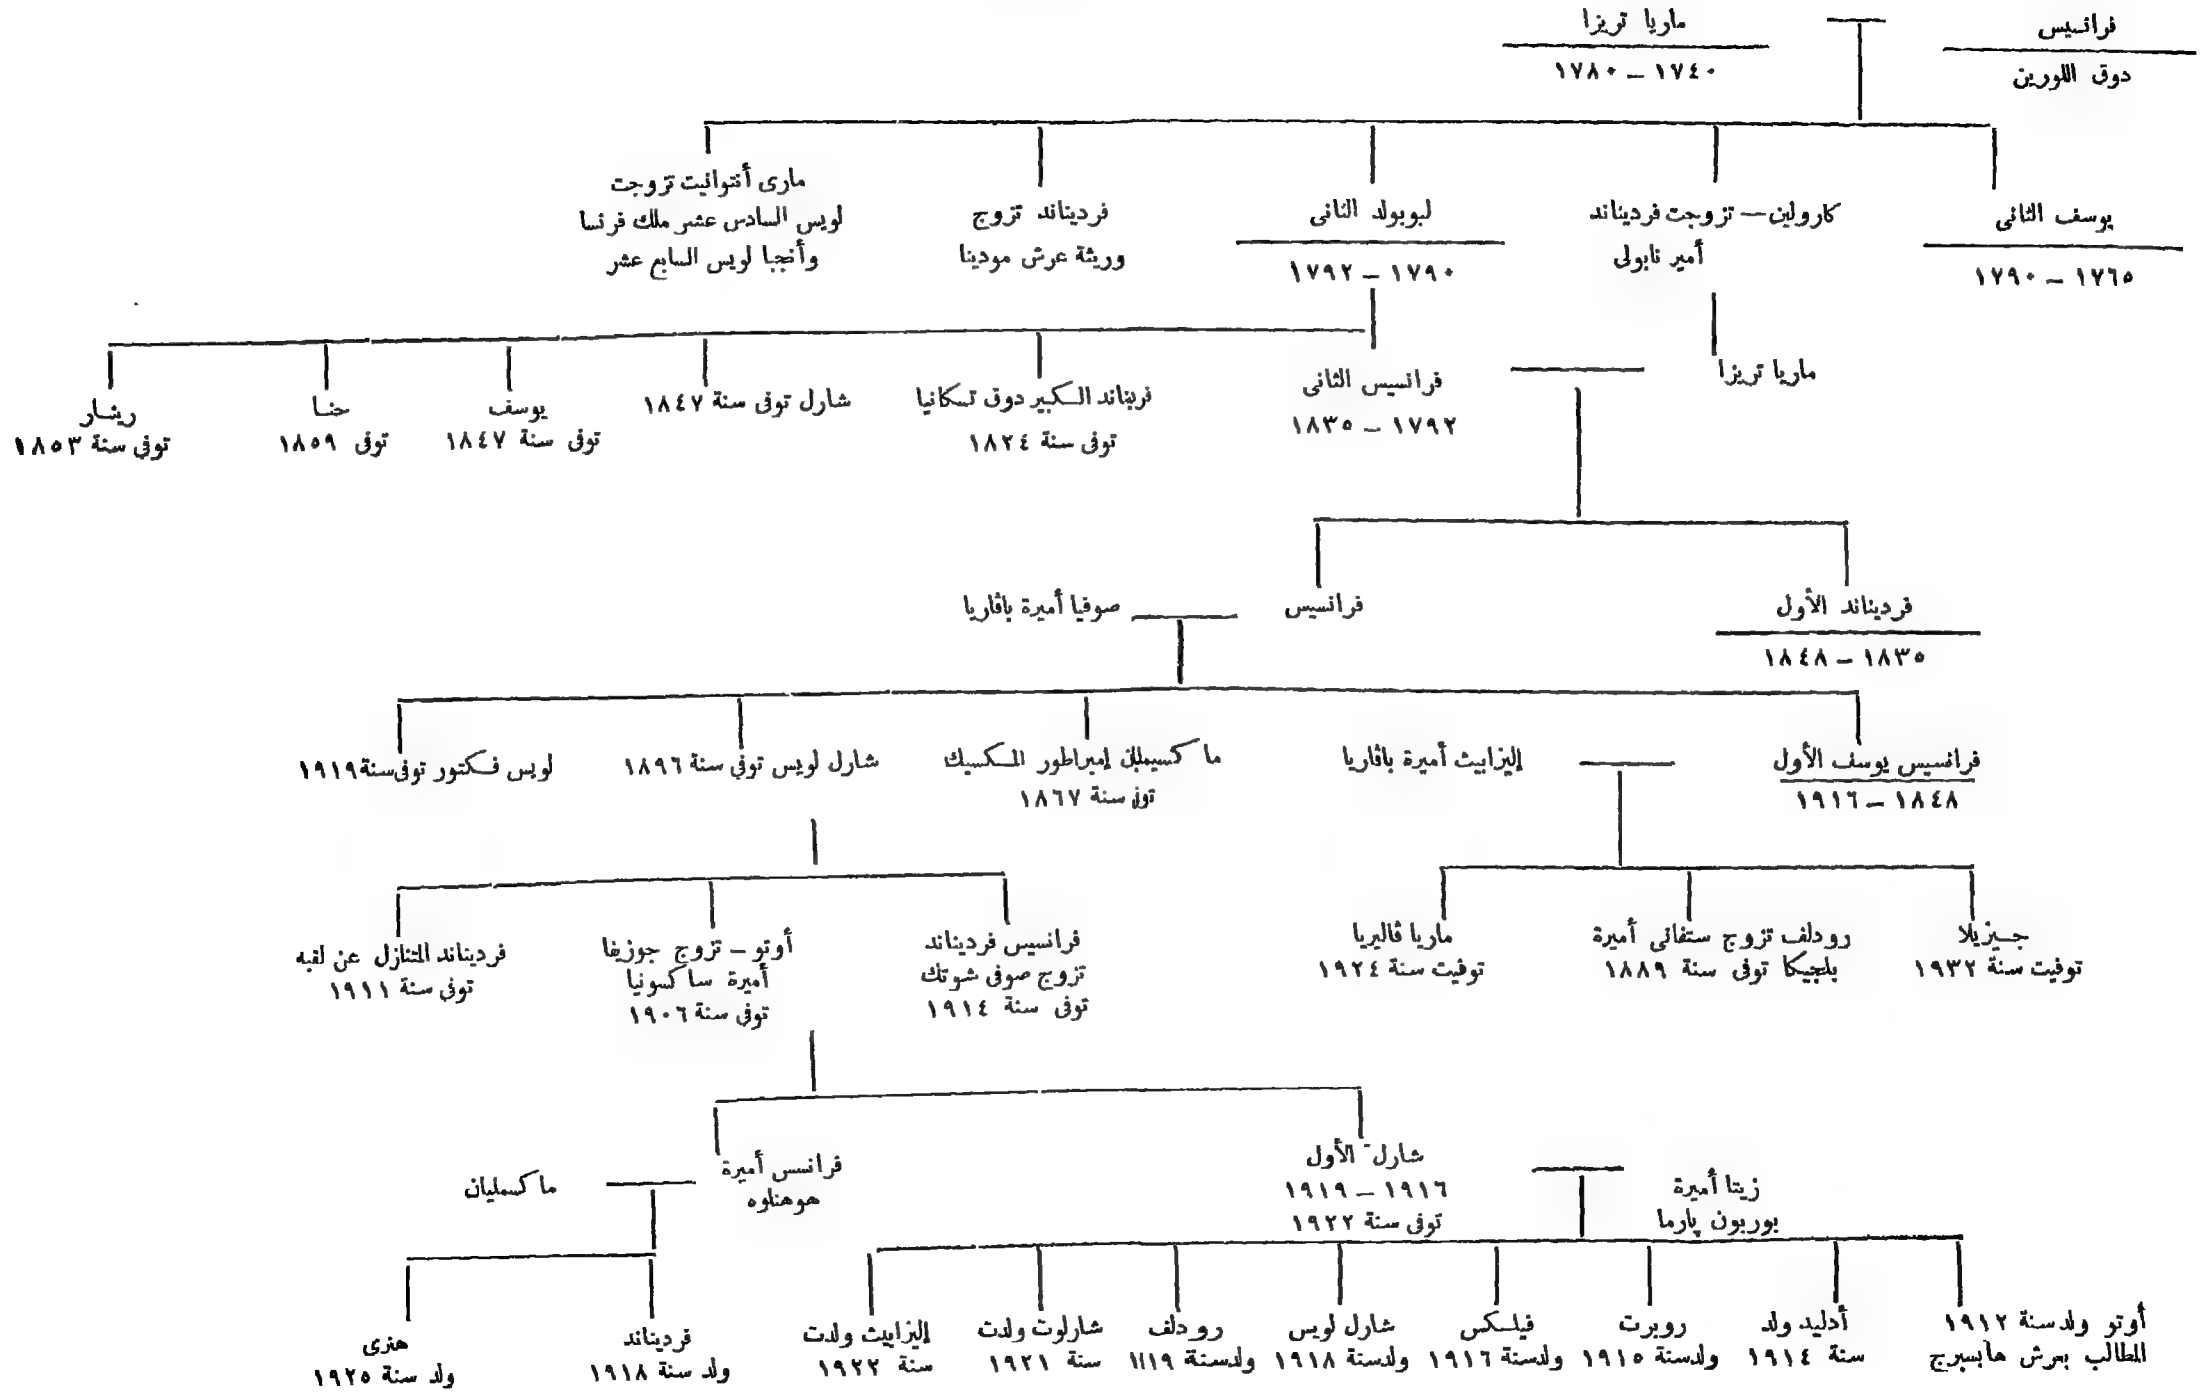 فرانسيس
دوق اللورين
ماريا تريزا
١٧٤٠ – ١٧٨٠
يوسف الثانى
١٧٦٥ – ١٧٩٠
كارولين – تزوجت فرديناند
أمير نابولى
لبوبولد الثانى
١٧٩٠ – ١٧٩٢
فرديناند تزوج
وريثة عرش مودينا
مارى أنتوانيت تزوجت
لويس السادس عشر ملك فرنسا
وأنجبا لويس السابع عشر
ماريا تريزا
فرانسيس الثانى
١٧٩٢ – ١٨٣٥
فرنباند الكبير دوق تسكانيا
توفى سنة ١٨٢٤
شارل توفى سنة ١٨٤٧
يوسف
توفى سنة ١٨٤٧
حنا
توفى ١٨٥٩
رينار
توفى سنة ١٨٥٣
فرديناند الأول
١٨٣٥ – ١٨٤٨
فرانسيس
صوفيا أميرة باڤاريا
فرانسيس يوسف الأول
١٨٤٨ – ١٩١٦
إليزابيث أميرة باڤاريا
ماكسيمليان إمبراطور المكسيك
توفى سنة ١٨٦٧
شارل لويس توفى سنة ١٨٩٦
لويس فكتور توفى سنة ١٩١٩
جيزيلا
توفيت سنة ١٩٣٢
رودلف تزوج ستفانى أميرة
بلجيكا توفى سنة ١٨٨٩
ماريا ڤاليريا
توفيت سنة ١٩٢٤
فرانسيس فرديناند
تزوج صوفى شوتك
توفى سنة ١٩١٤
أوتو – تزوج جوزيفا
أميرة ساكسونيا
توفى سنة ١٩٠٦
فرديناند المتنازل عن لقبه
توفى سنة ١٩١١
زيتا أميرة
بوربون پارما
شارل الأول
١٩١٦ – ١٩١٩
توفى سنة ١٩٢٢
فرانسس أميرة
هوهنلوه
ماكسمليان
أوتو ولد سنة ١٩١٢
المطالب بعرش هابسبرج
أدليد ولد
سنة ١٩١٤
روبرت
ولد سنة ١٩١٥
فيلكس
ولد سنة ١٩١٦
شارل لويس
ولد سنة ١٩١٨
رودلف
ولد سنة ١٩١٩
شارلوت ولدت
سنة ١٩٢١
إليزابيث ولدت
سنة ١٩٢٢
فرديناند
ولد سنة ١٩١٨
هنرى
ولد سنة ١٩٢٥